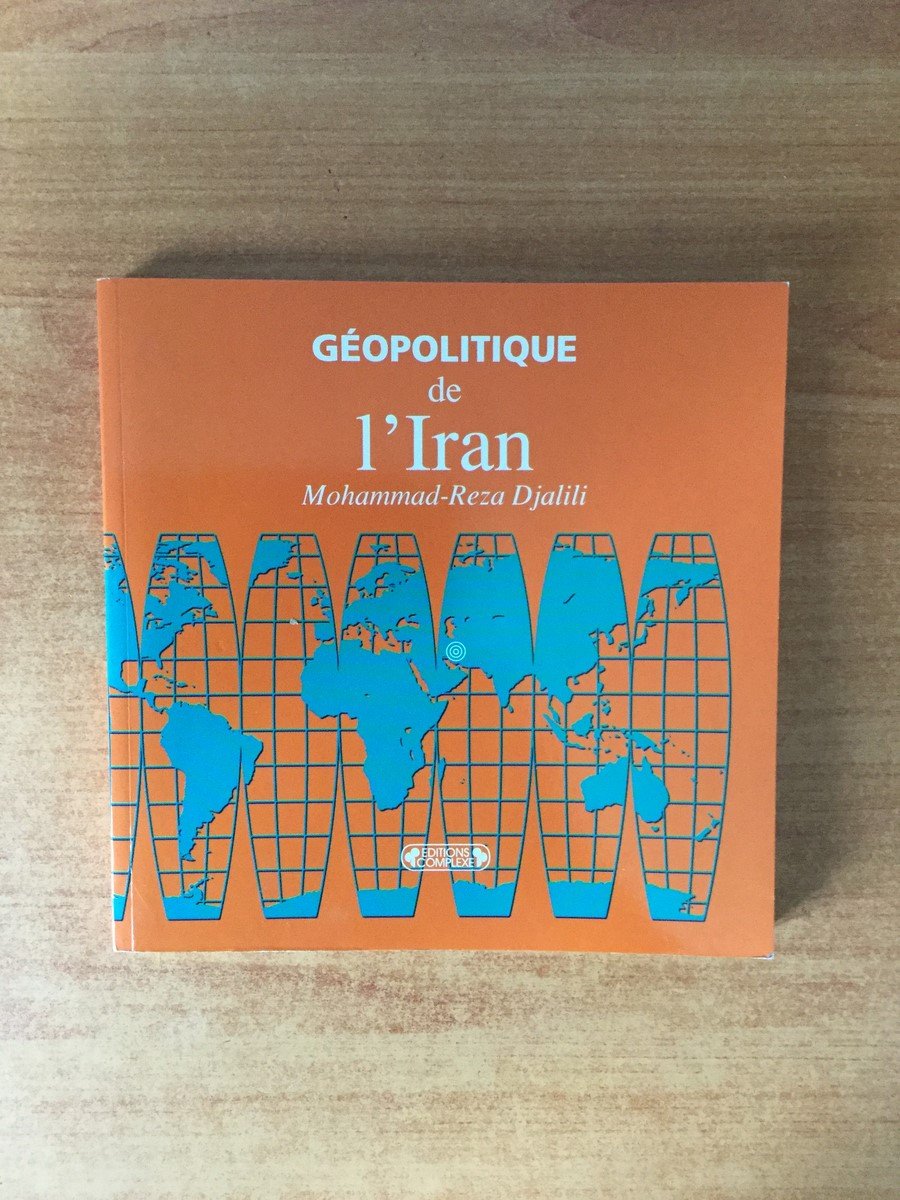 GÉOPOLITIQUE
de
l'Iran
Mohammad-Reza Djalili
EDITIONS
COMPLEXE